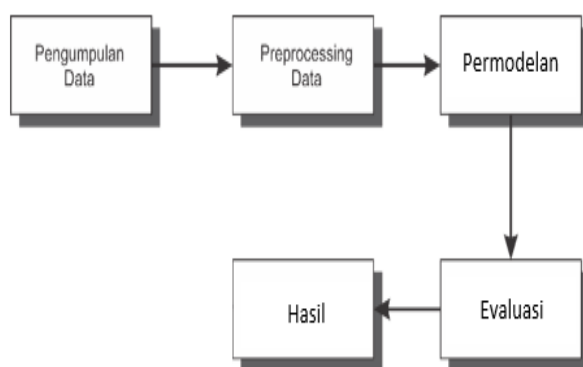 Pengumpulan
Data
Preprocessing
Data
Permodelan
Evaluasi
Hasil